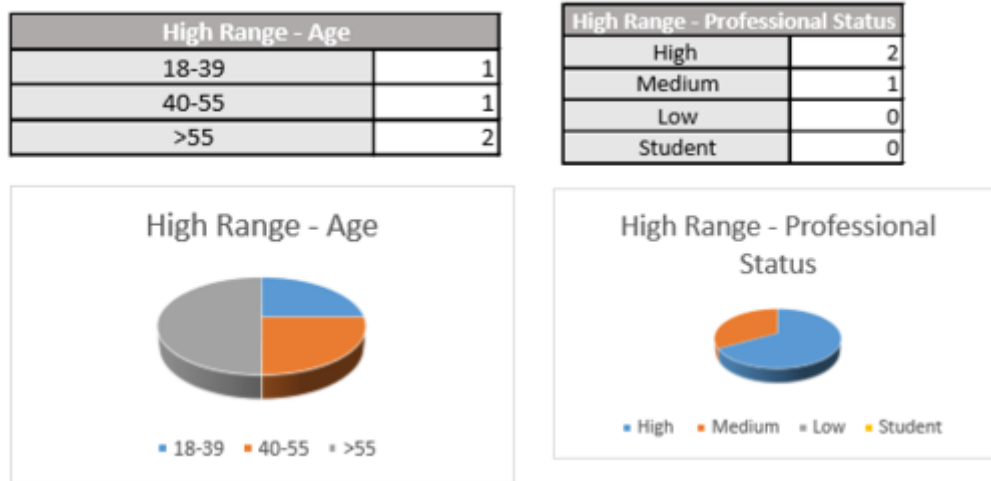 High Range - Age
18-39 1
40-55 1
>55 2
High Range - Professional Status
High 2
Medium 1
Low 0
Student 0
High Range - Age
18-39 40-55 >55
High Range - Professional
Status
High Medium Low Student